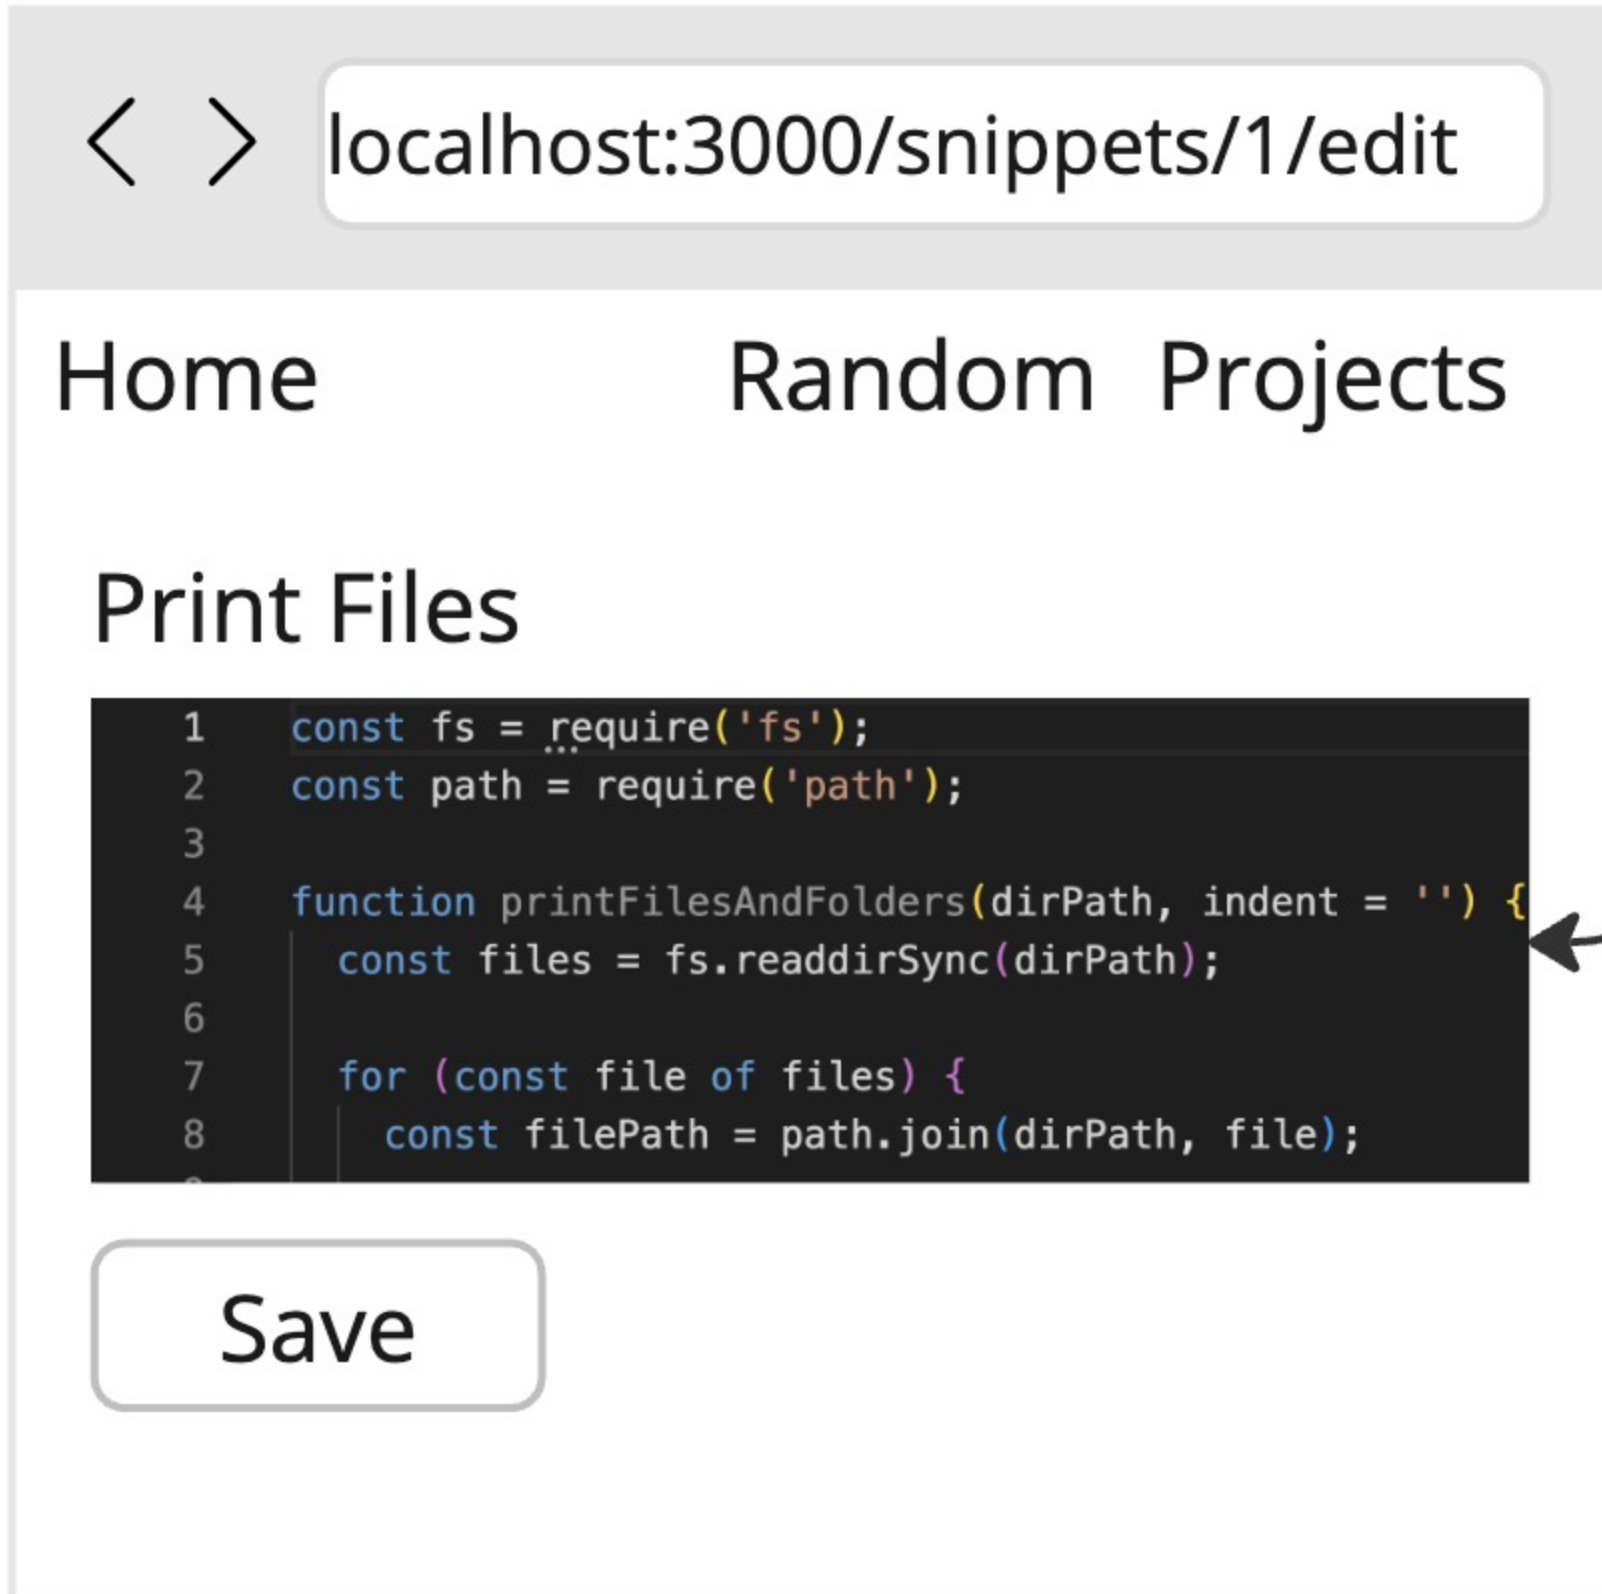 localhost:3000/snippets/1/edit
Home Random Projects
Print Files
1 const fs = require('fs');
2 const path = require('path');
3
4 function printFilesAndFolders(dirPath, indent = '') {
5 const files = fs.readdirSync(dirPath);
6
7 for (const file of files) {
8 const filePath = path.join(dirPath, file);
Save